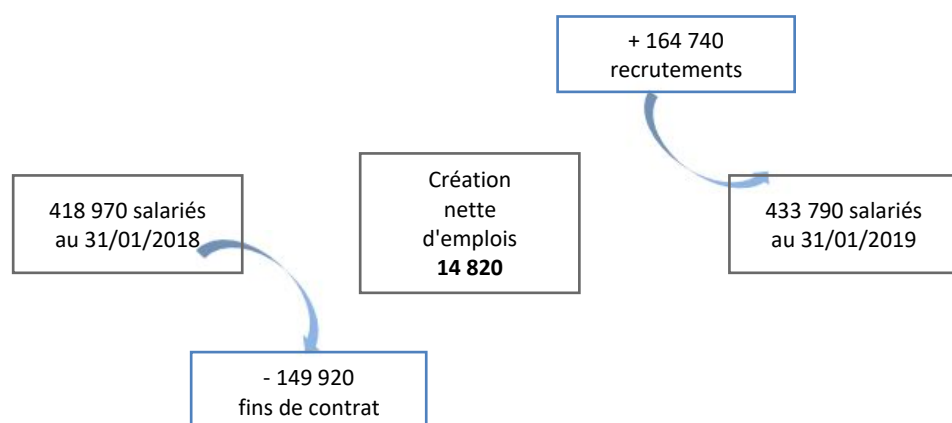 + 164 740
recrutements
Création
nette
d'emplois
14 820
418 970 salariés
au 31/01/2018
433 790 salariés
au 31/01/2019
- 149 920
fins de contrat